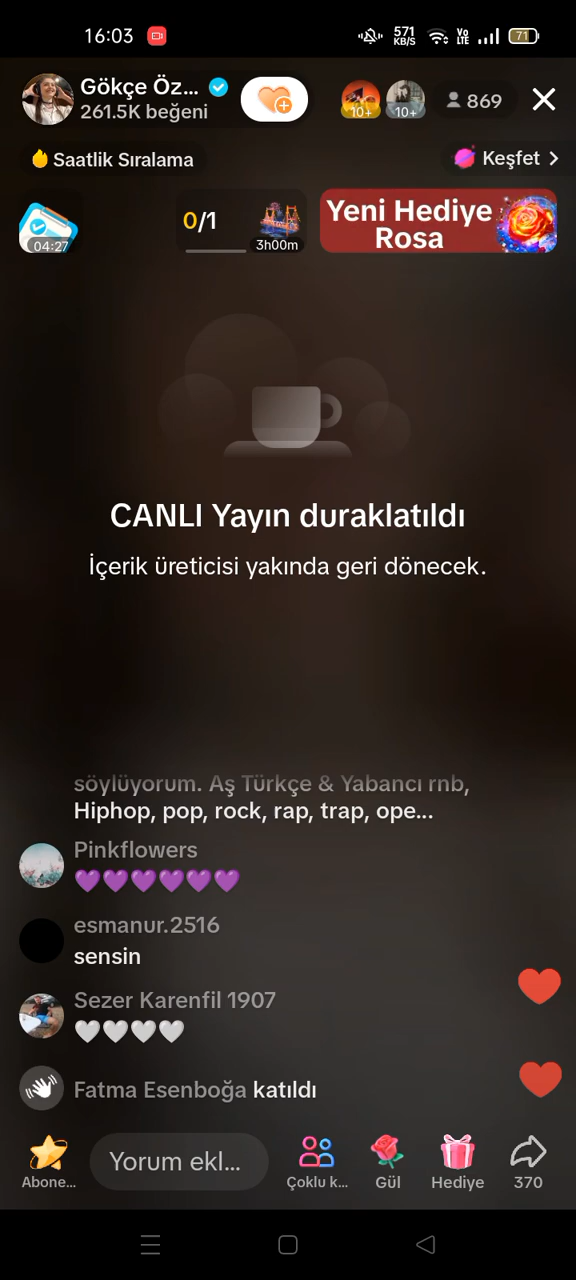 16:03
571
KB/S
Vo
LTE
71
Gökçe Öz...
261.5K beğeni
10+
10+
869
Saatlik Sıralama
Keşfet
04:27
0/1
3h00m
Yeni Hediye
Rosa
CANLI Yayın duraklatıldı
İçerik üreticisi yakında geri dönecek.
söylüyorum. Aş Türkçe & Yabancı rnb,
Hiphop, pop, rock, rap, trap, ope...
Pinkflowers
💜💜💜💜💜💜
esmanur.2516
sensin
Sezer Karenfil 1907
🤍🤍🤍🤍
Fatma Esenboğa katıldı
Yorum ekl...
Abone...
Çoklu k...
Gül
Hediye
370